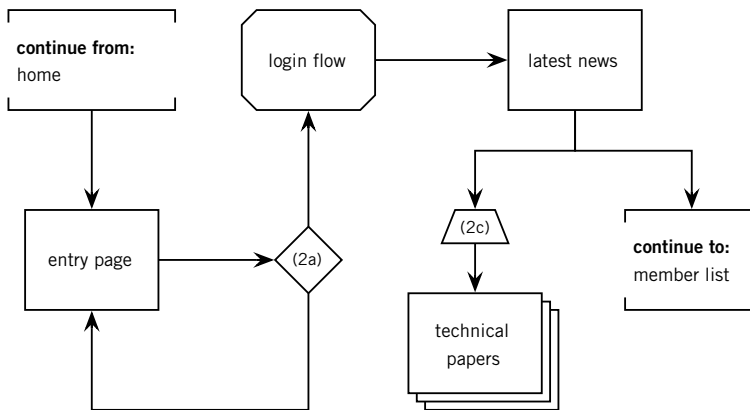 continue from:
home
login flow
latest news
entry page
(2a)
(2c)
continue to:
member list
technical
papers